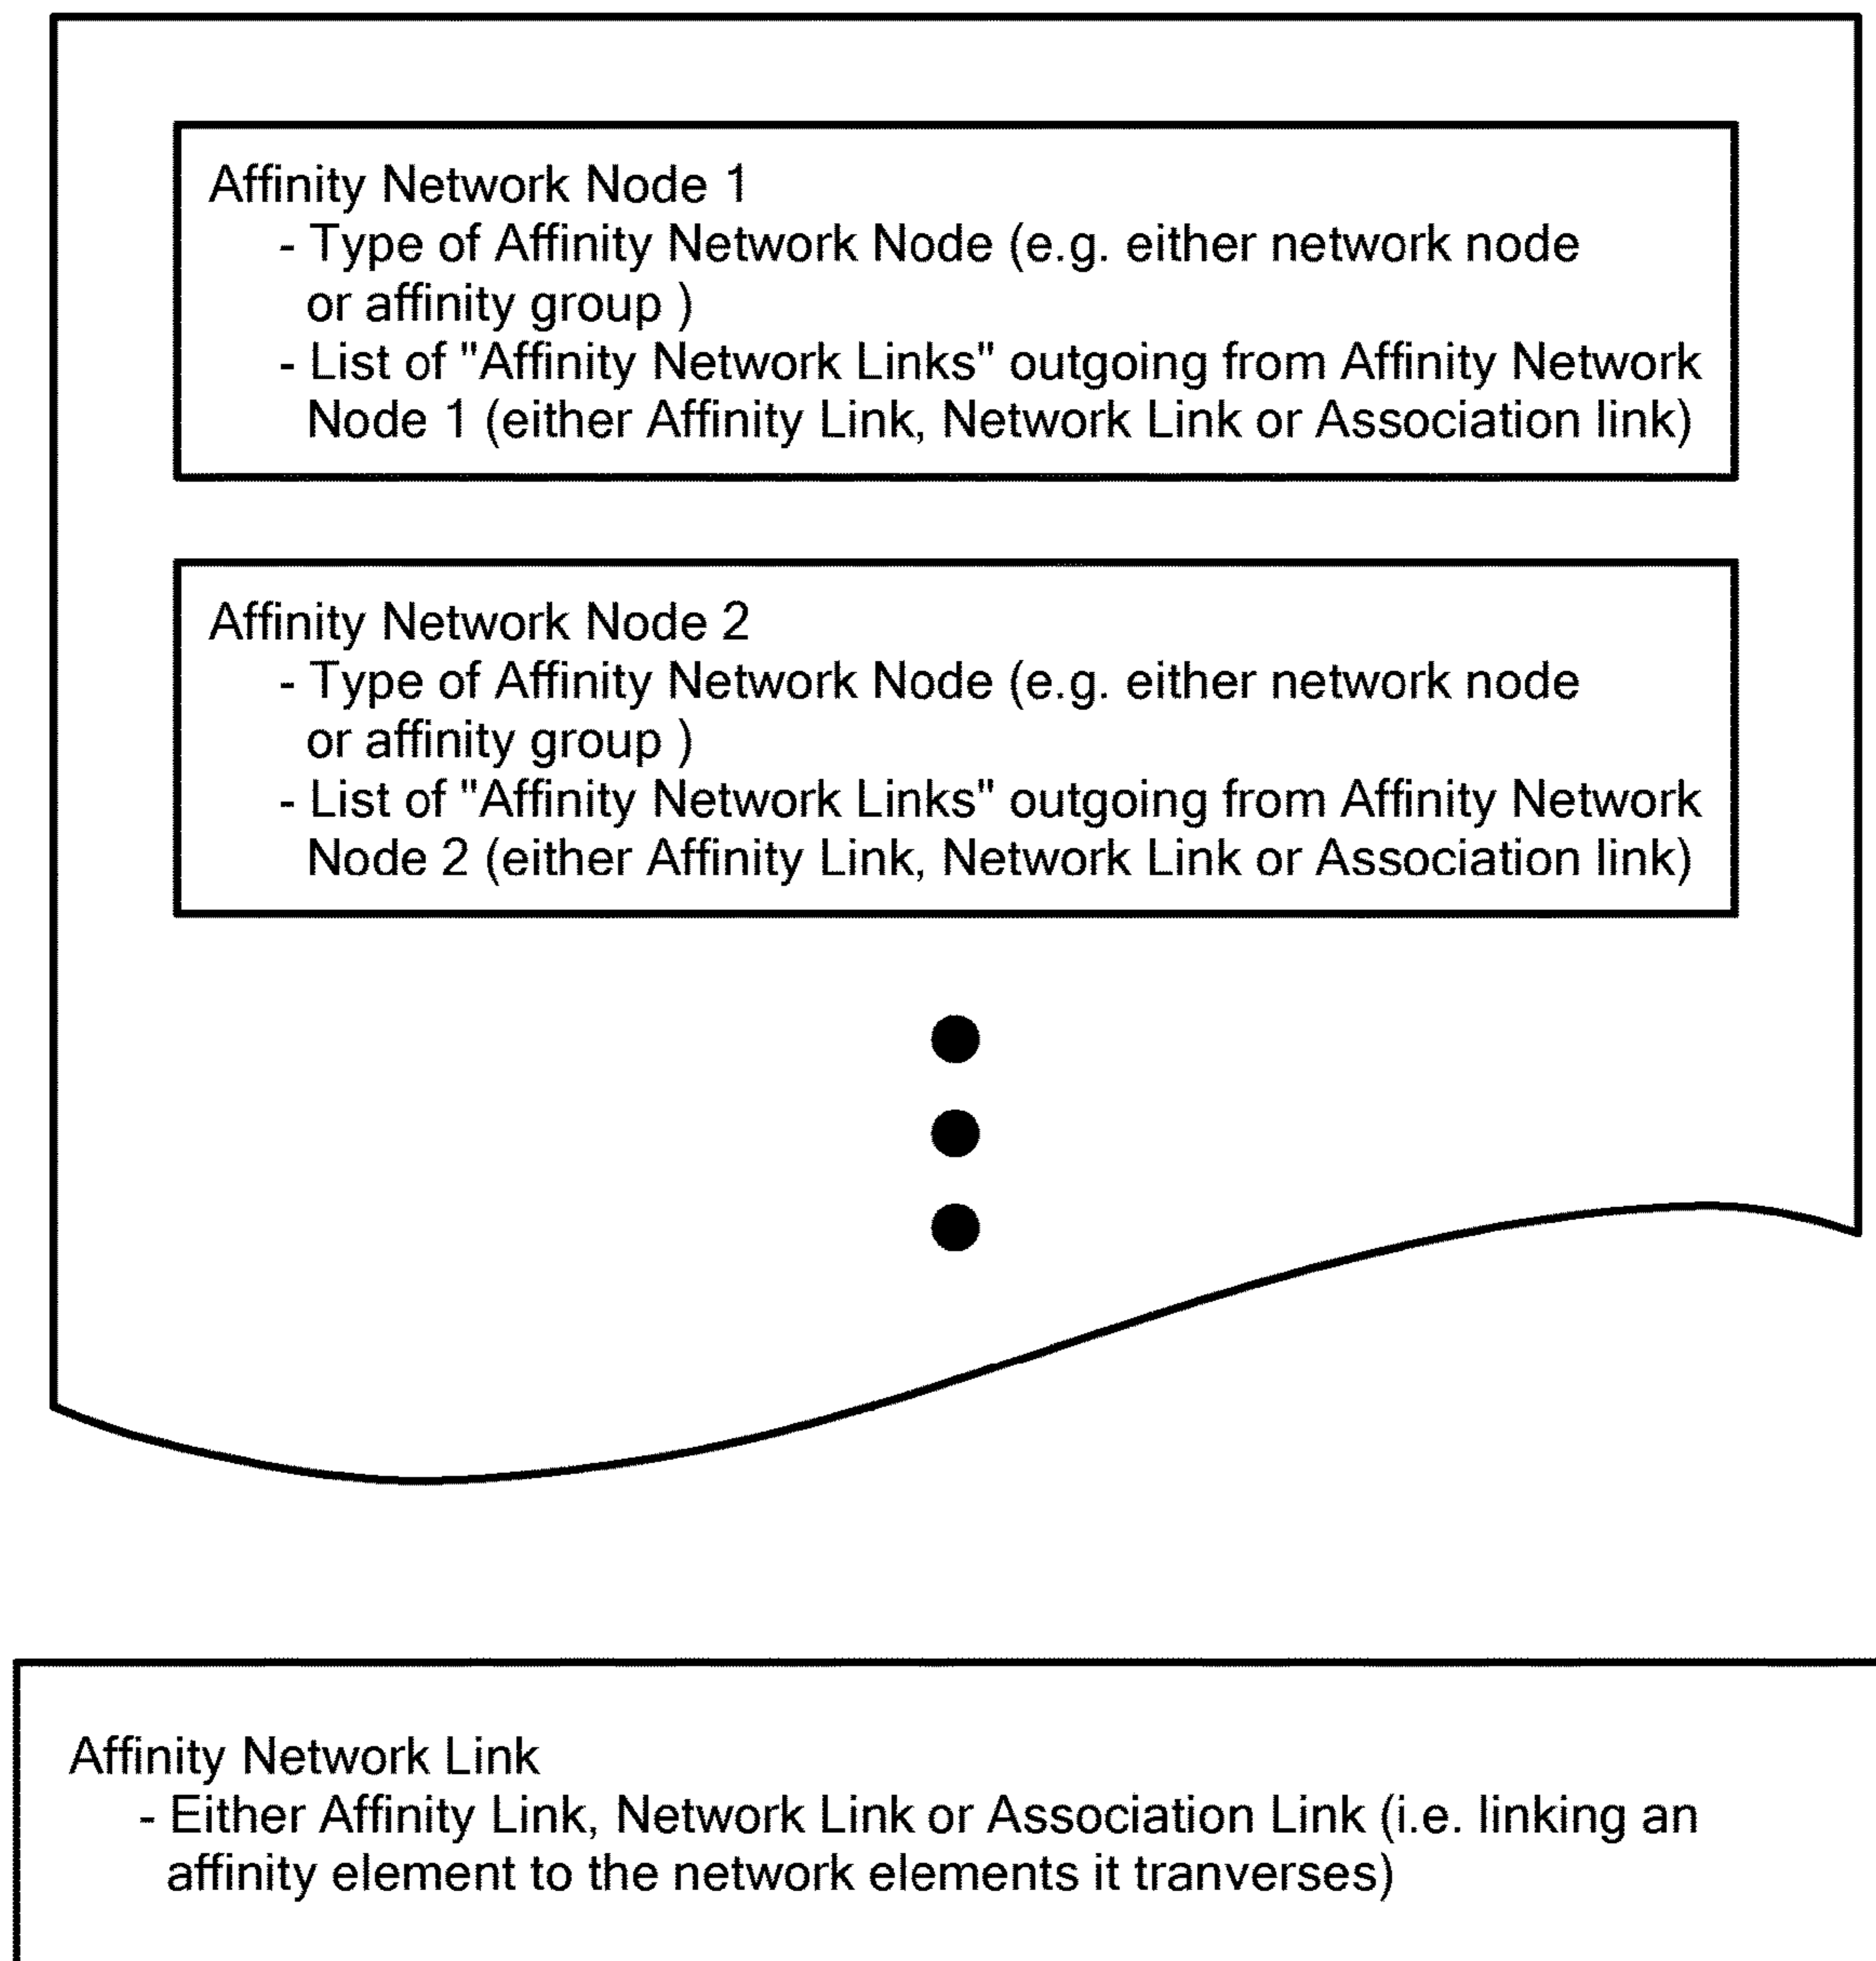 Affinity Network Node 1
- Type of Affinity Network Node (e.g. either network node
or affinity group )
- List of "Affinity Network Links" outgoing from Affinity Network
Node 1 (either Affinity Link, Network Link or Association link)
Affinity Network Node 2
- Type of Affinity Network Node (e.g. either network node
or affinity group )
- List of "Affinity Network Links" outgoing from Affinity Network
Node 2 (either Affinity Link, Network Link or Association link)
Affinity Network Link
- Either Affinity Link, Network Link or Association Link (i.e. linking an
affinity element to the network elements it tranverses)